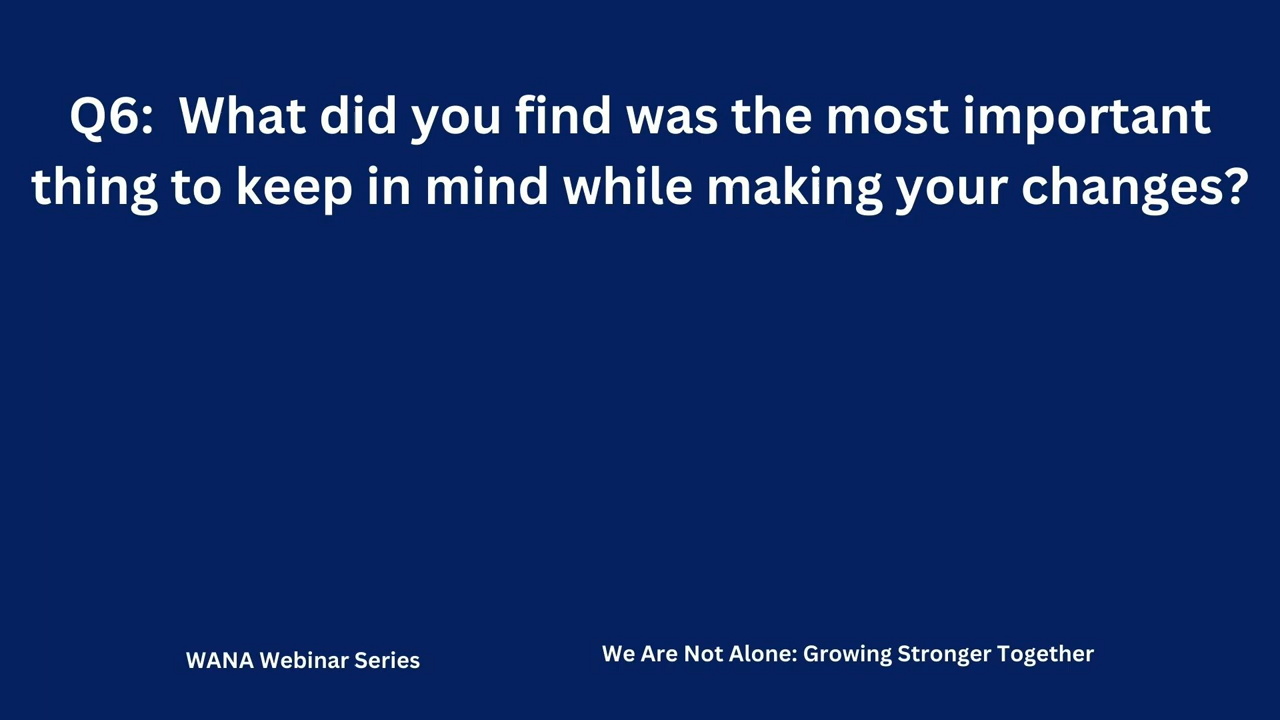 Q6:  What did you find was the most important
thing to keep in mind while making your changes?
WANA Webinar Series
We Are Not Alone: Growing Stronger Together